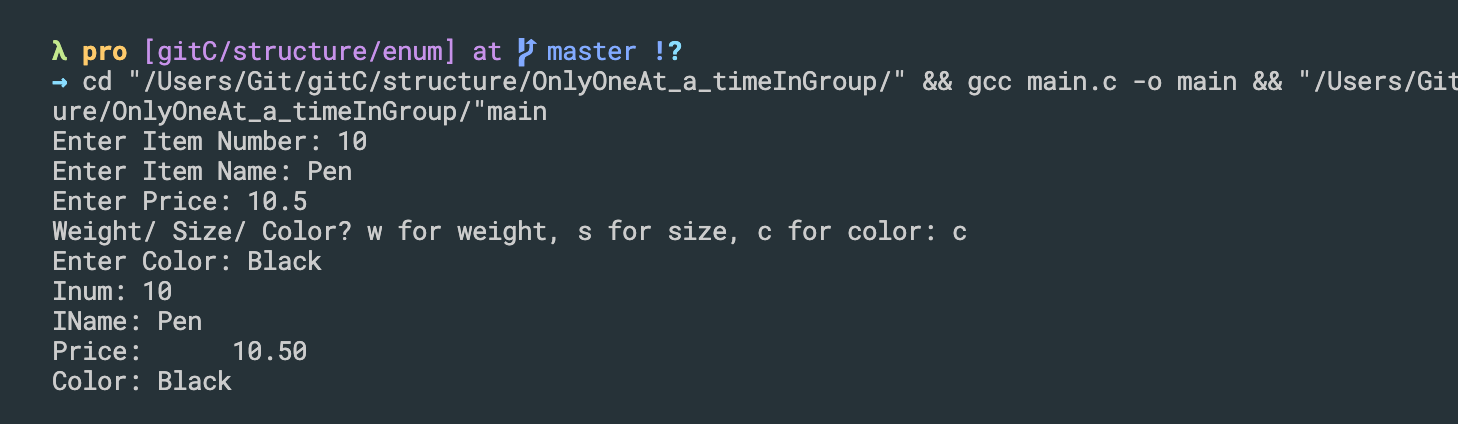 λ pro [gitC/structure/enum] at master !?
→ cd "/Users/Git/gitC/structure/OnlyOneAt_a_timeInGroup/" && gcc main.c -o main && "/Users/Git
ure/OnlyOneAt_a_timeInGroup/"main
Enter Item Number: 10
Enter Item Name: Pen
Enter Price: 10.5
Weight/ Size/ Color? w for weight, s for size, c for color: c
Enter Color: Black
Inum: 10
IName: Pen
Price:      10.50
Color: Black